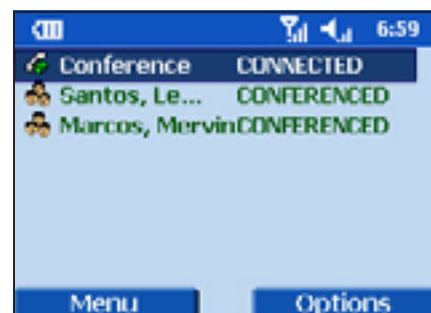 6:59
Conference CONNECTED
Santos, Le... CONFERENCED
Marcos, Mervin CONFERENCED
Menu Options